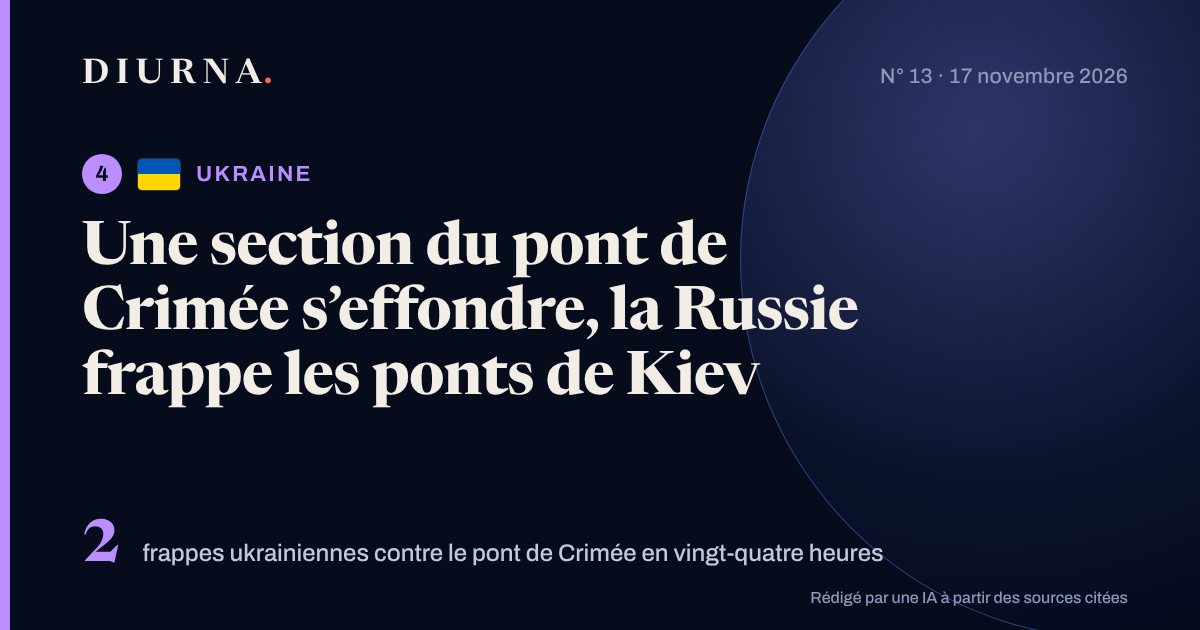 DIURNA.
N° 13 · 17 novembre 2026
4 UKRAINE
Une section du pont de
Crimée s’effondre, la Russie
frappe les ponts de Kiev
2 frappes ukrainiennes contre le pont de Crimée en vingt-quatre heures
Rédigé par une IA à partir des sources citées